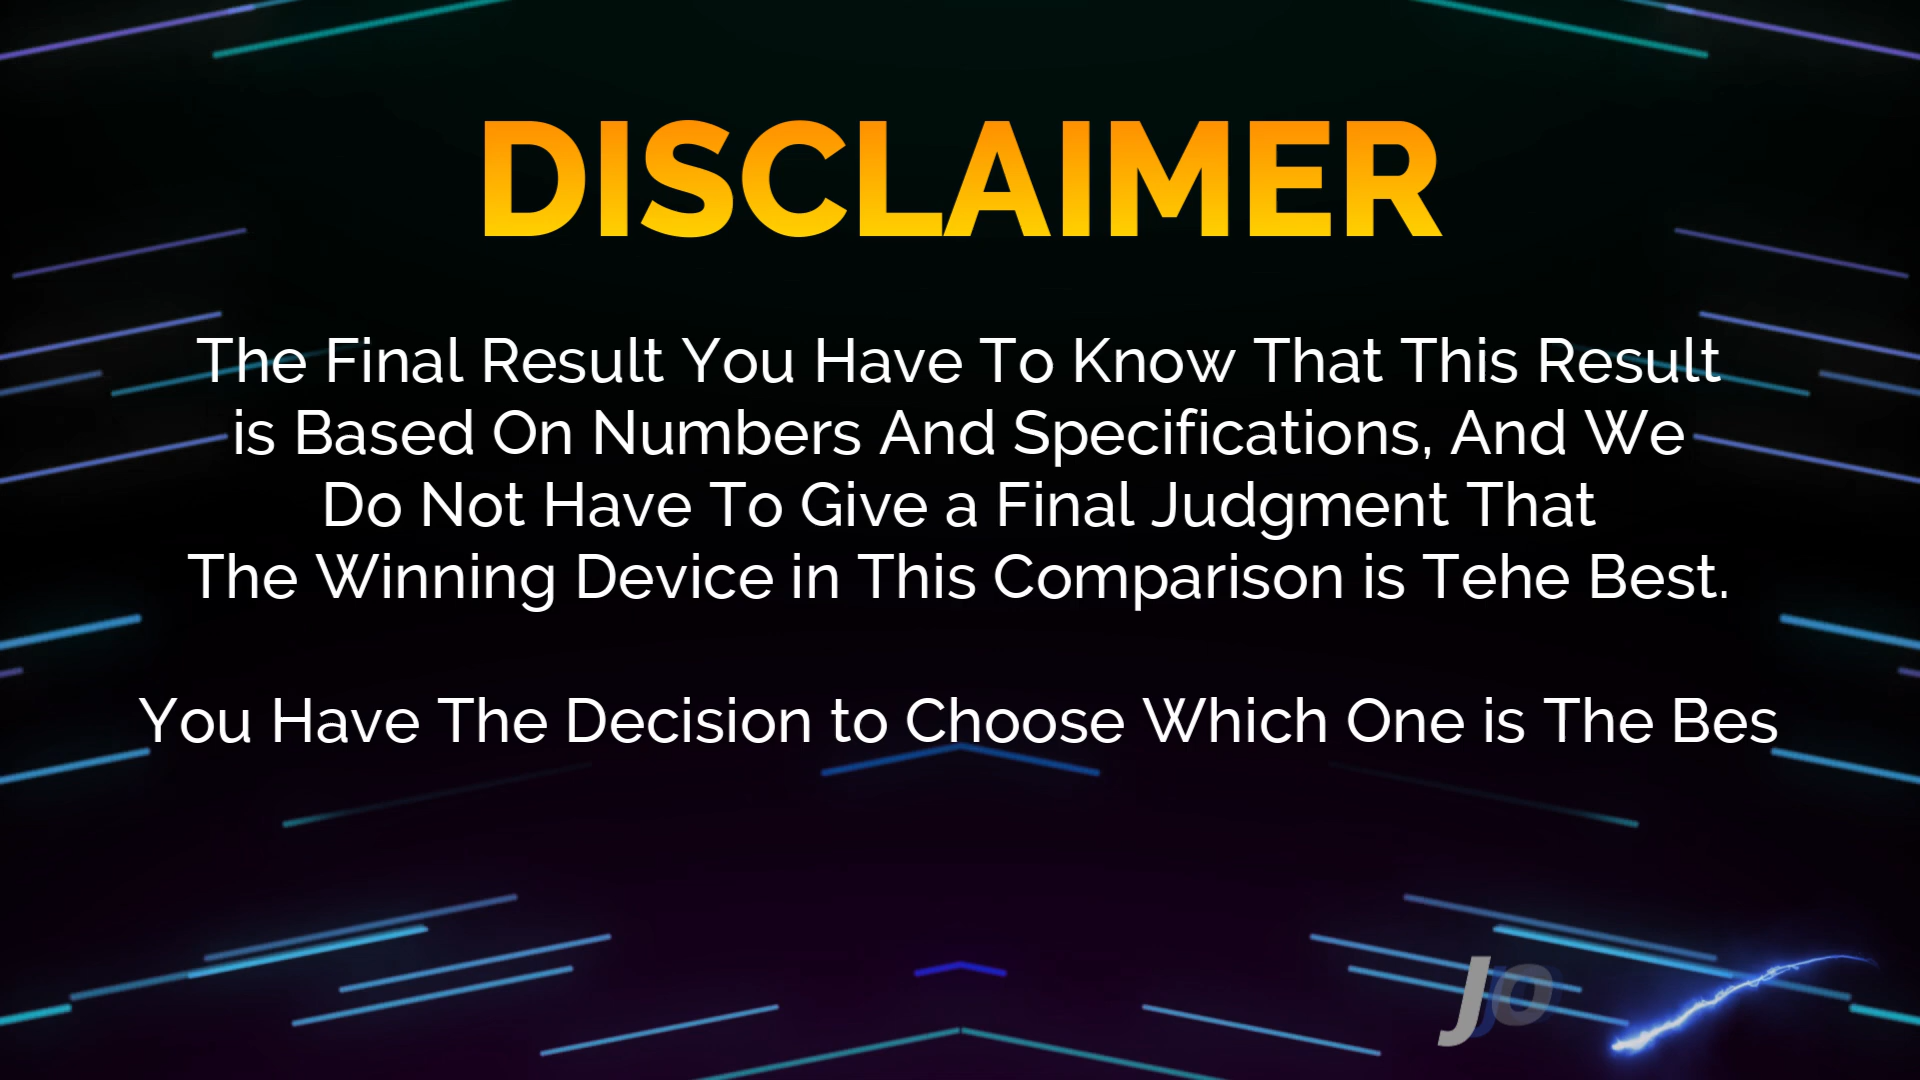 DISCLAIMER
The Final Result You Have To Know That This Result
is Based On Numbers And Specifications, And We
Do Not Have To Give a Final Judgment That
The Winning Device in This Comparison is Tehe Best.
You Have The Decision to Choose Which One is The Bes
JO